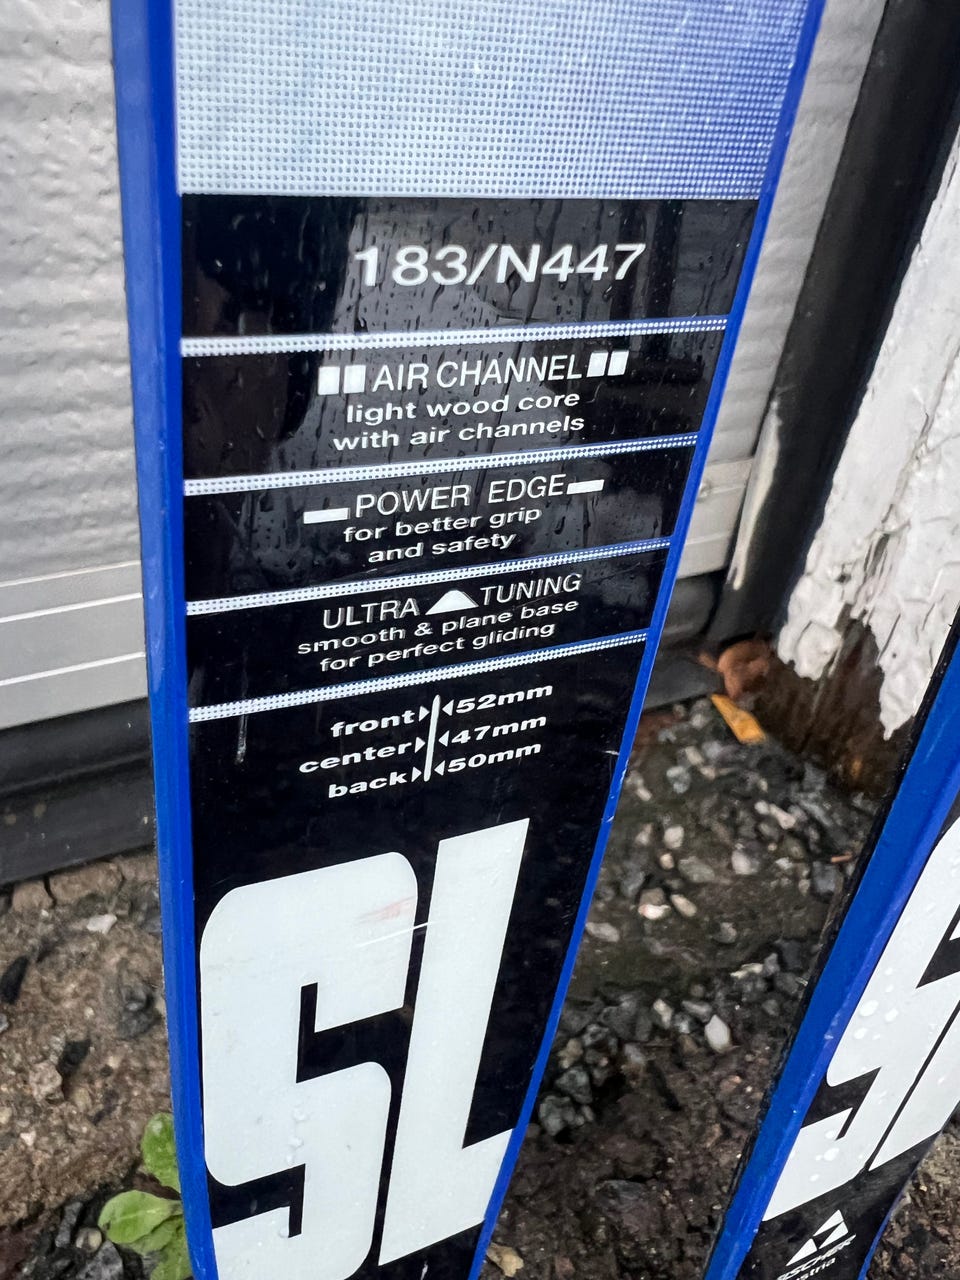 183/N447
AIR CHANNEL
light wood core
with air channels
POWER EDGE
for better grip
and safety
ULTRA TUNING
smooth & plane base
for perfect gliding
front 52mm
center 47mm
back 50mm
SL